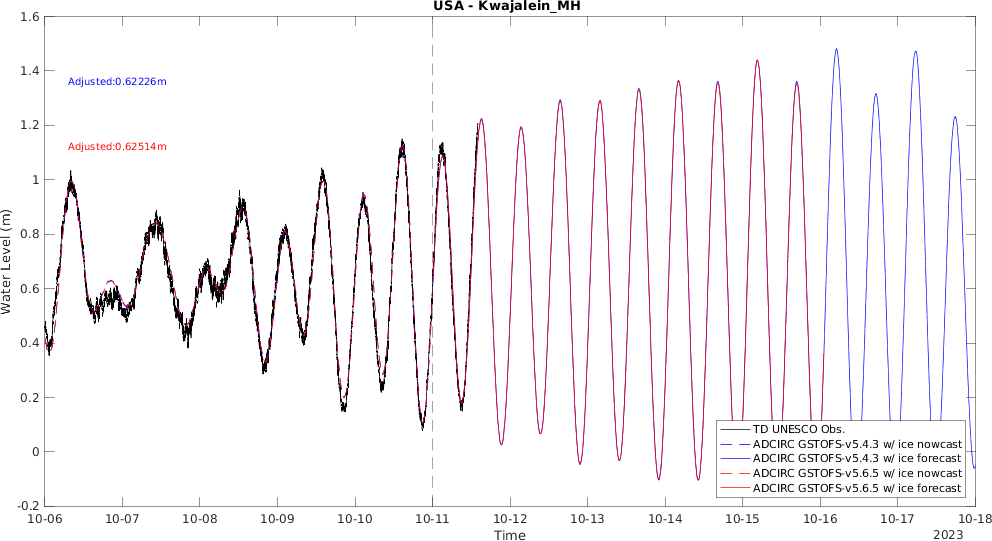 USA - Kwajalein_MH
1.6
1.4
1.2
1
0.8
0.6
0.4
0.2
0
-0.2
Water Level (m)
Adjusted:0.62226m
Adjusted:0.62514m
TD UNESCO Obs.
ADCIRC GSTOFS-v5.4.3 w/ ice nowcast
ADCIRC GSTOFS-v5.4.3 w/ ice forecast
ADCIRC GSTOFS-v5.6.5 w/ ice nowcast
ADCIRC GSTOFS-v5.6.5 w/ ice forecast
10-06 10-07 10-08 10-09 10-10 10-11 10-12 10-13 10-14 10-15 10-16 10-17 10-18
Time
2023